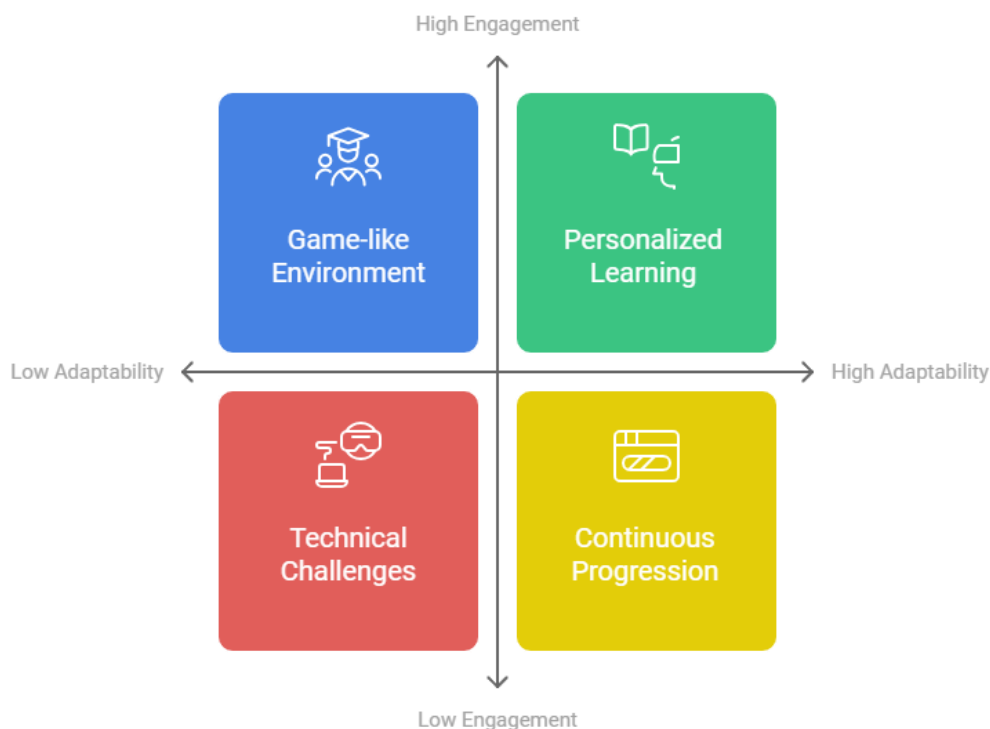 High Engagement
Game-like
Environment
Personalized
Learning
Low Adaptability
High Adaptability
Technical
Challenges
Continuous
Progression
Low Engagement